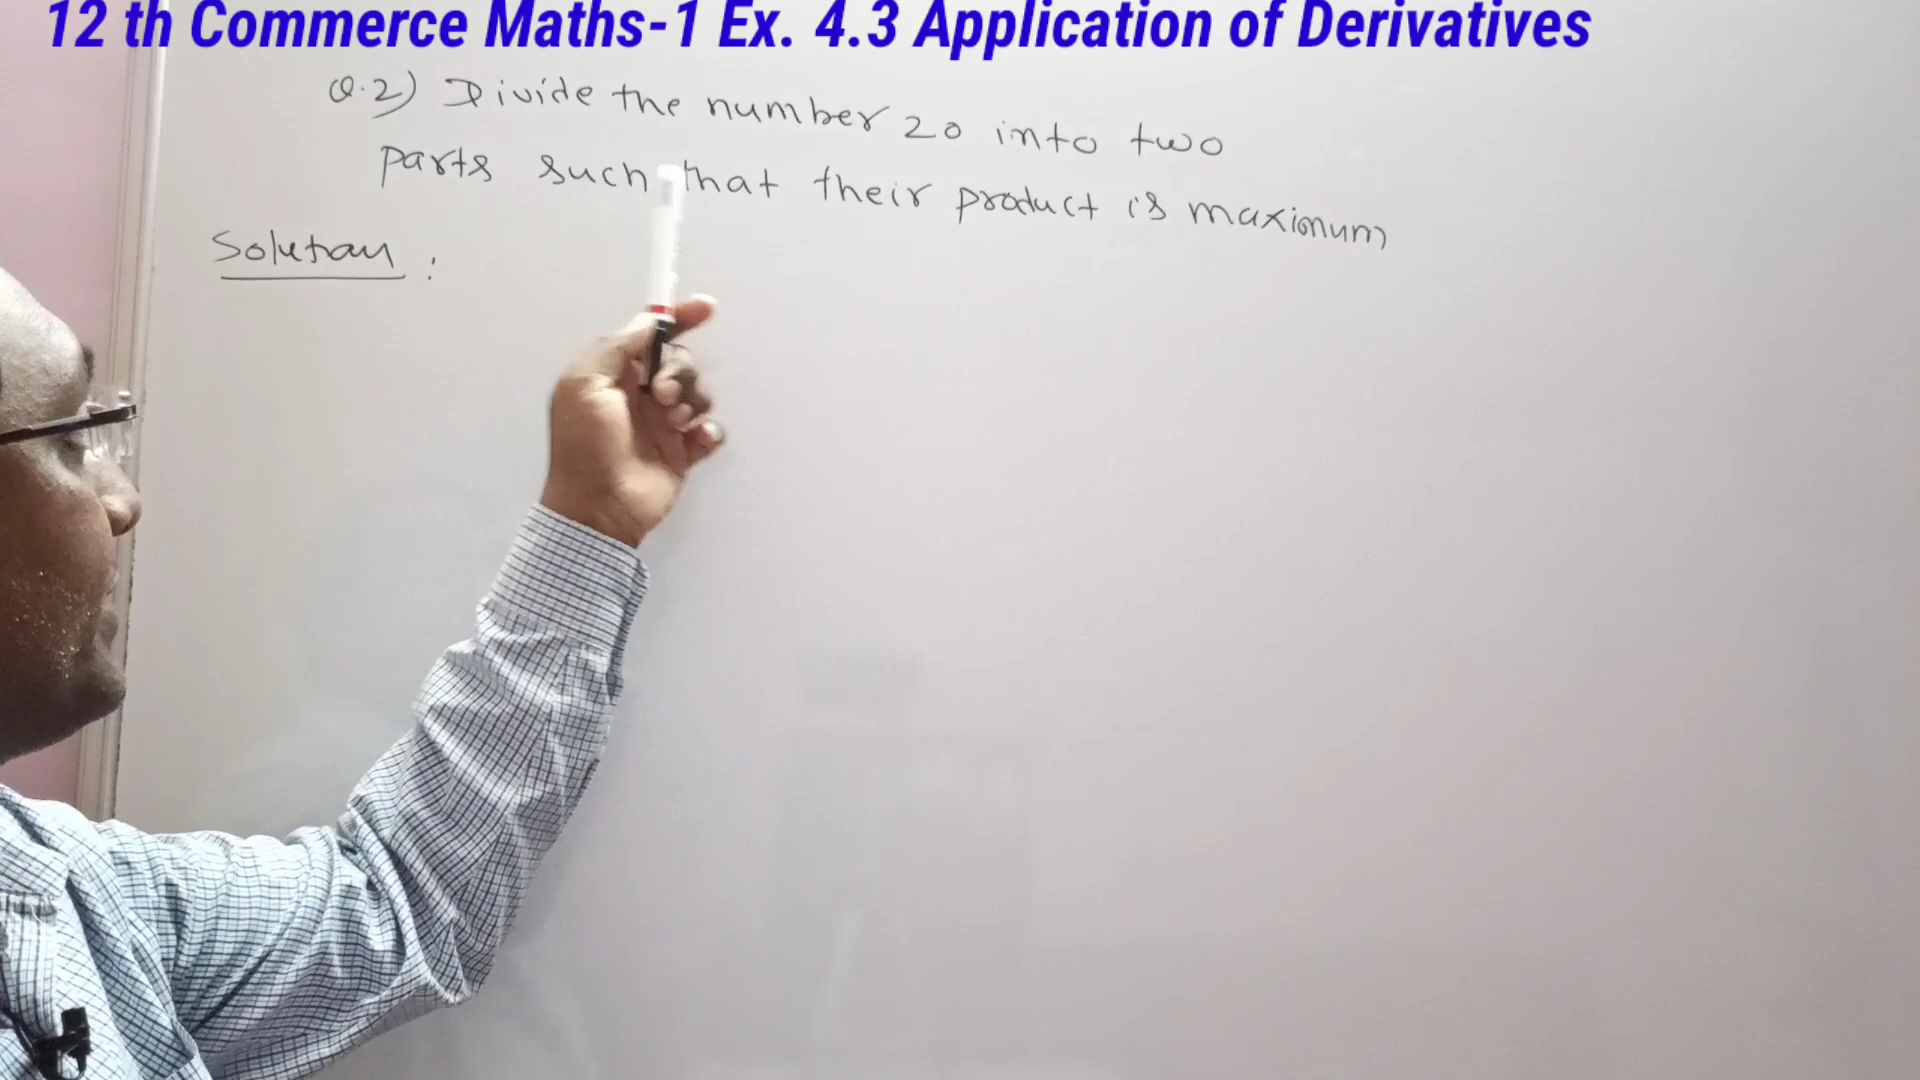 12 th Commerce Maths-1 Ex. 4.3 Application of Derivatives
Q.2) Divide the number 20 into two
parts such that their product is maximum
Solution :